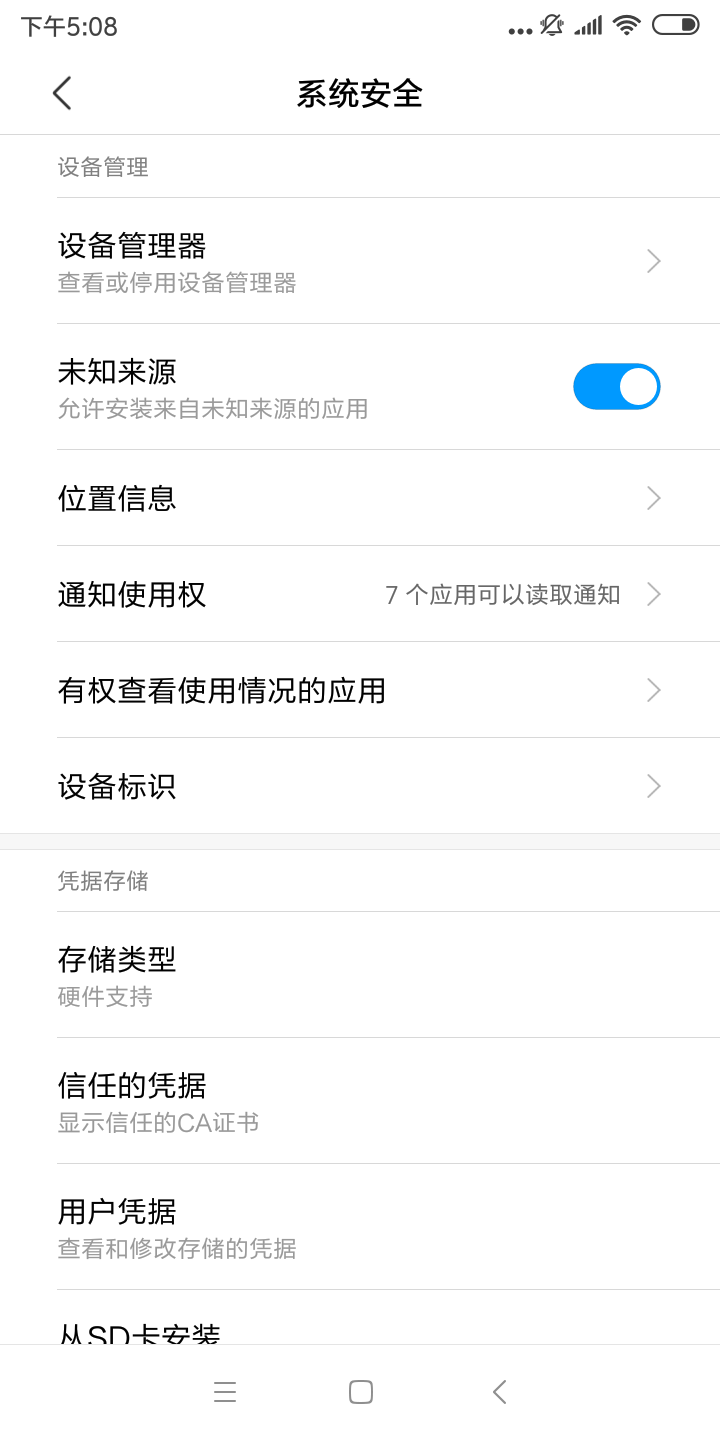 下午5:08
系统安全
设备管理
设备管理器
查看或停用设备管理器
未知来源
允许安装来自未知来源的应用
位置信息
通知使用权 7 个应用可以读取通知
有权查看使用情况的应用
设备标识
凭据存储
存储类型
硬件支持
信任的凭据
显示信任的CA证书
用户凭据
查看和修改存储的凭据
从SD卡安装